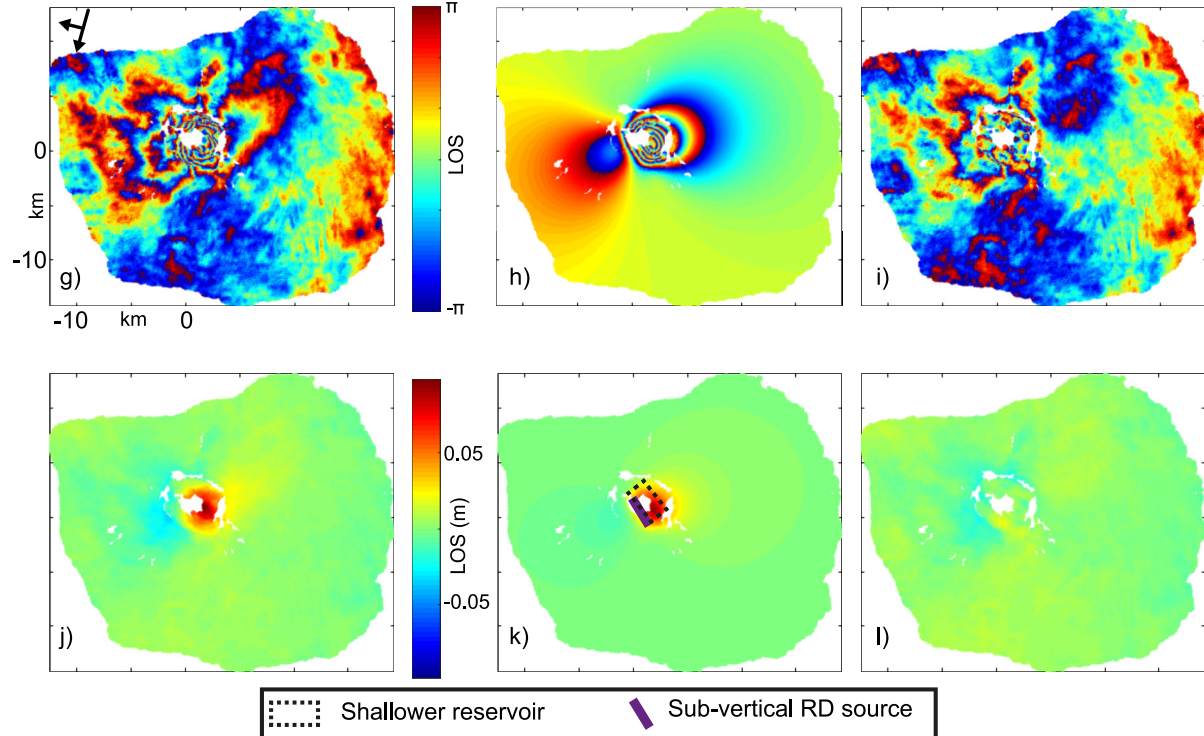 π
0
km
LOS
-10
g)
h)
i)
-π
-10 km 0
0.05
LOS (m)
-0.05
j)
k)
l)
Shallower reservoir
Sub-vertical RD source